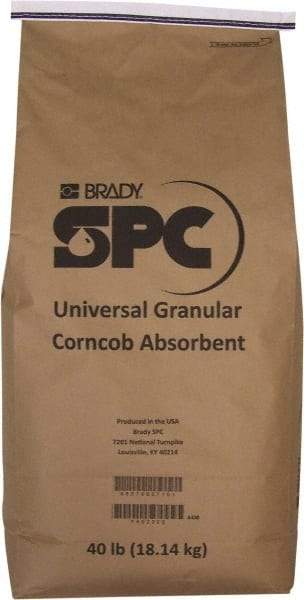 BRADY
SPC
Universal Granular
Corncob Absorbent
Produced in the USA
Brady SPC
7201 National Turnpike
Louisville, KY 40214
40 lb (18.14 kg)